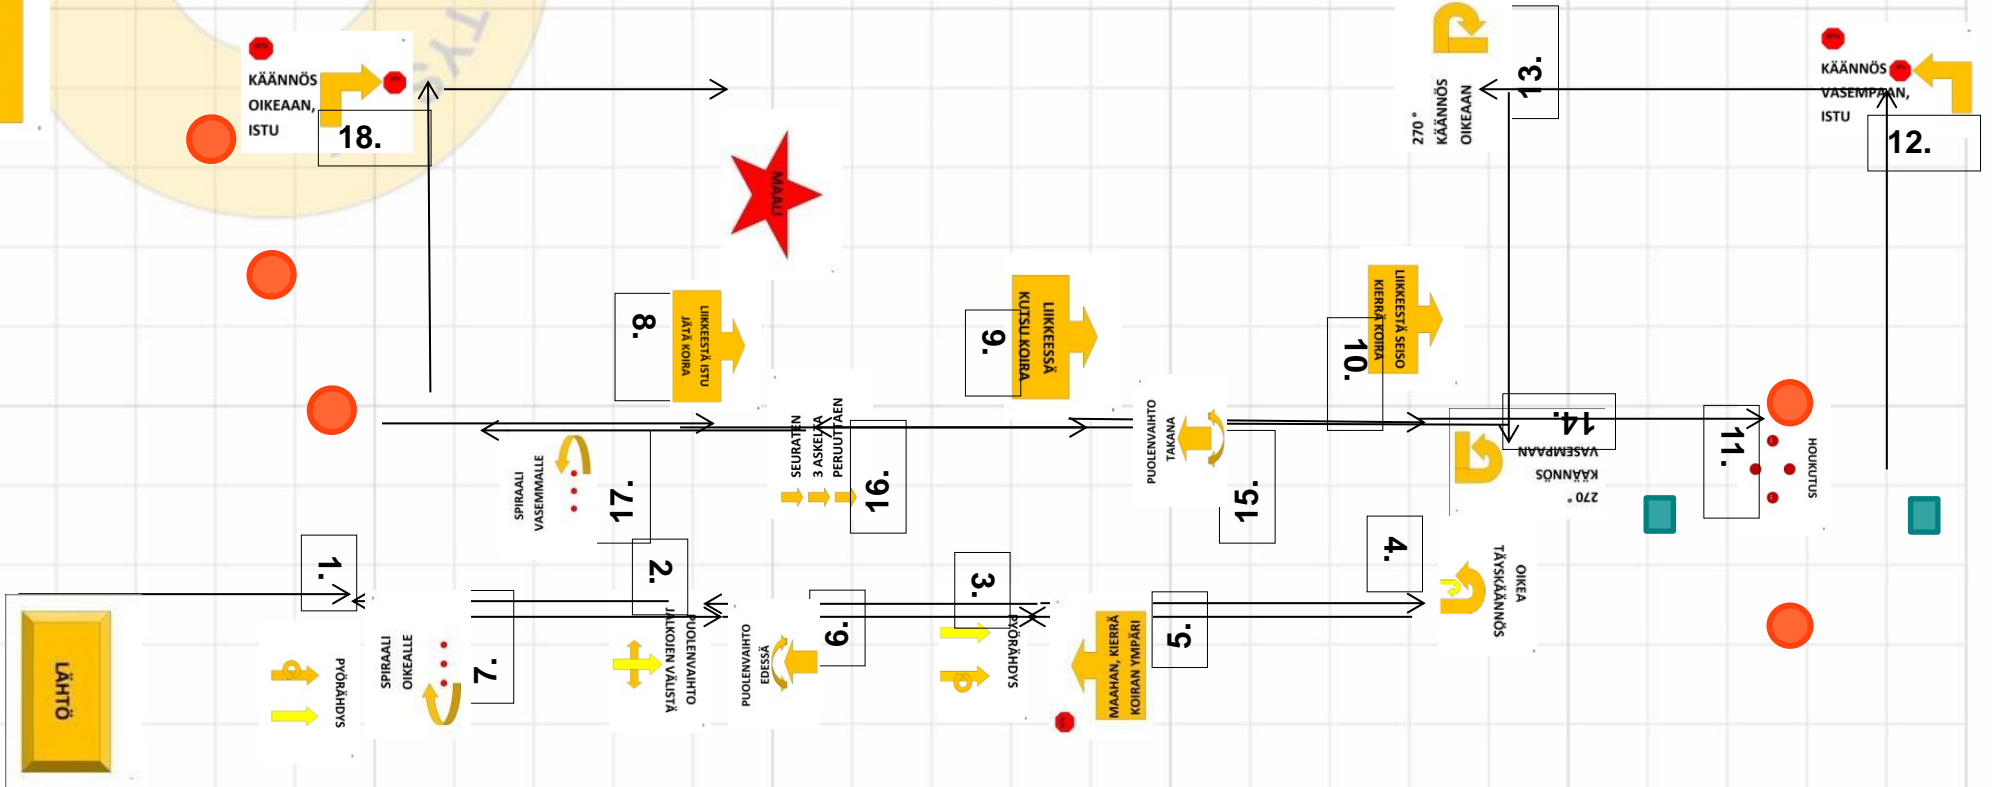 LÄHTÖ
1.
PYÖRÄHDYS
2.
PUOLENVAIHTO
JALKOJEN VÄLISTÄ
3.
PYÖRÄHDYS
4.
OIKEA
TÄYSKÄÄNNÖS
5.
MAAHAN, KIERRÄ
KOIRAN YMPÄRI
6.
PUOLENVAIHTO
EDESSÄ
7.
SPIRAALI
OIKEALLE
8.
LIIKKEESTÄ ISTU
JÄTÄ KOIRA
9.
LIIKKEESSÄ
KUTSU KOIRA
10.
LIIKKEESTÄ SEISO
KIERRÄ KOIRA
11.
HOUKUTUS
12.
KÄÄNNÖS
VASEMPAAN,
ISTU
13.
270°
KÄÄNNÖS
OIKEAAN
14.
270°
KÄÄNNÖS
VASEMPAAN
15.
PUOLENVAIHTO
TAKANA
16.
SEURATEN
3 ASKELTA
PERUUTTAEN
17.
SPIRAALI
VASEMMALLE
18.
KÄÄNNÖS
OIKEAAN,
ISTU
MAALI